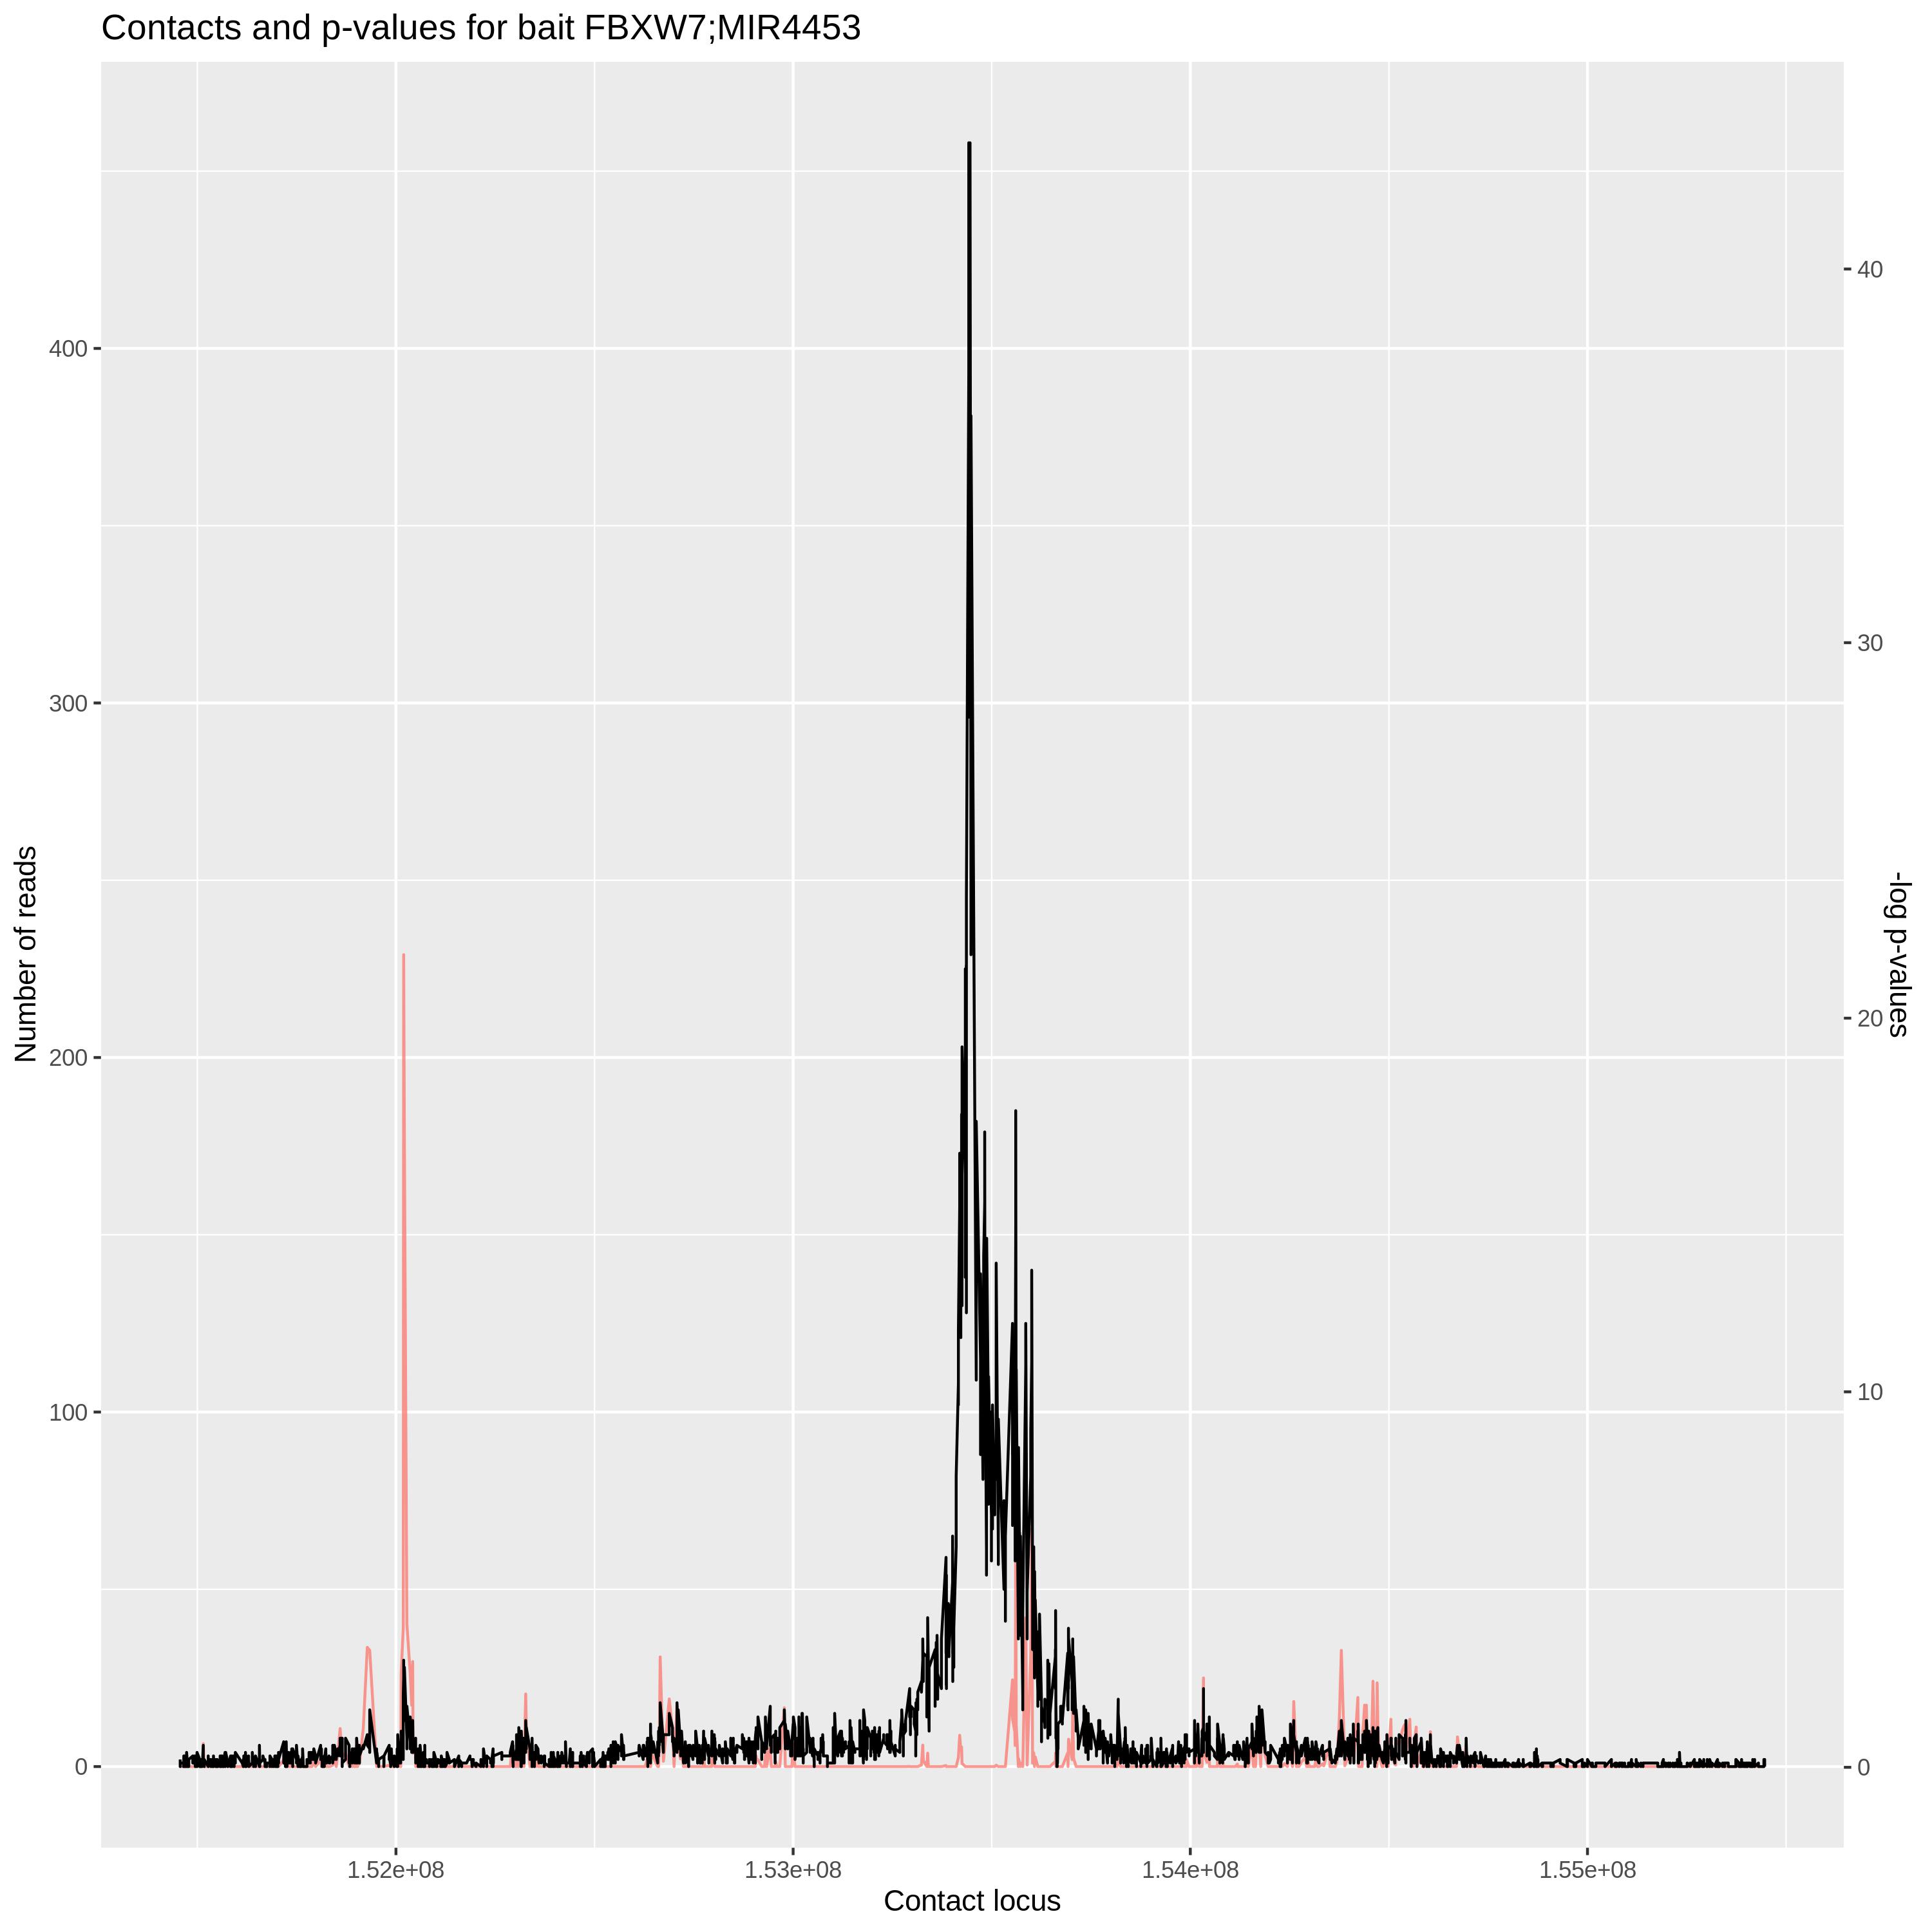 Contacts and p-values for bait FBXW7;MIR4453
Number of reads
400
300
200
100
0
40
30
20
10
0
-log p-values
1.52e+08
1.53e+08
1.54e+08
1.55e+08
Contact locus